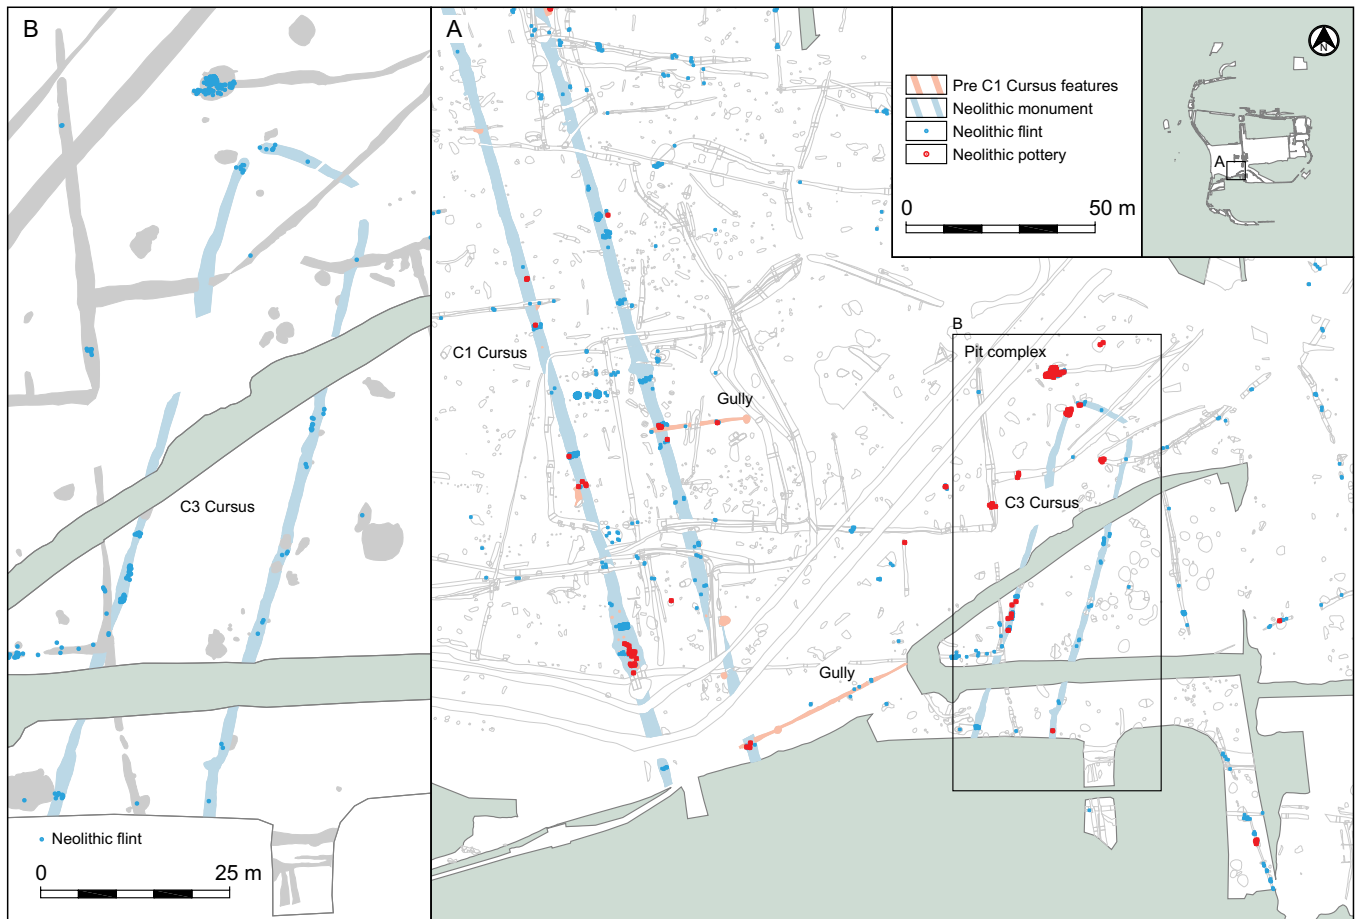 B
C3 Cursus
Neolithic flint
0 25 m
A
C1 Cursus
Gully
Gully
B
Pit complex
C3 Cursus
Pre C1 Cursus features
Neolithic monument
Neolithic flint
Neolithic pottery
0 50 m
N
A